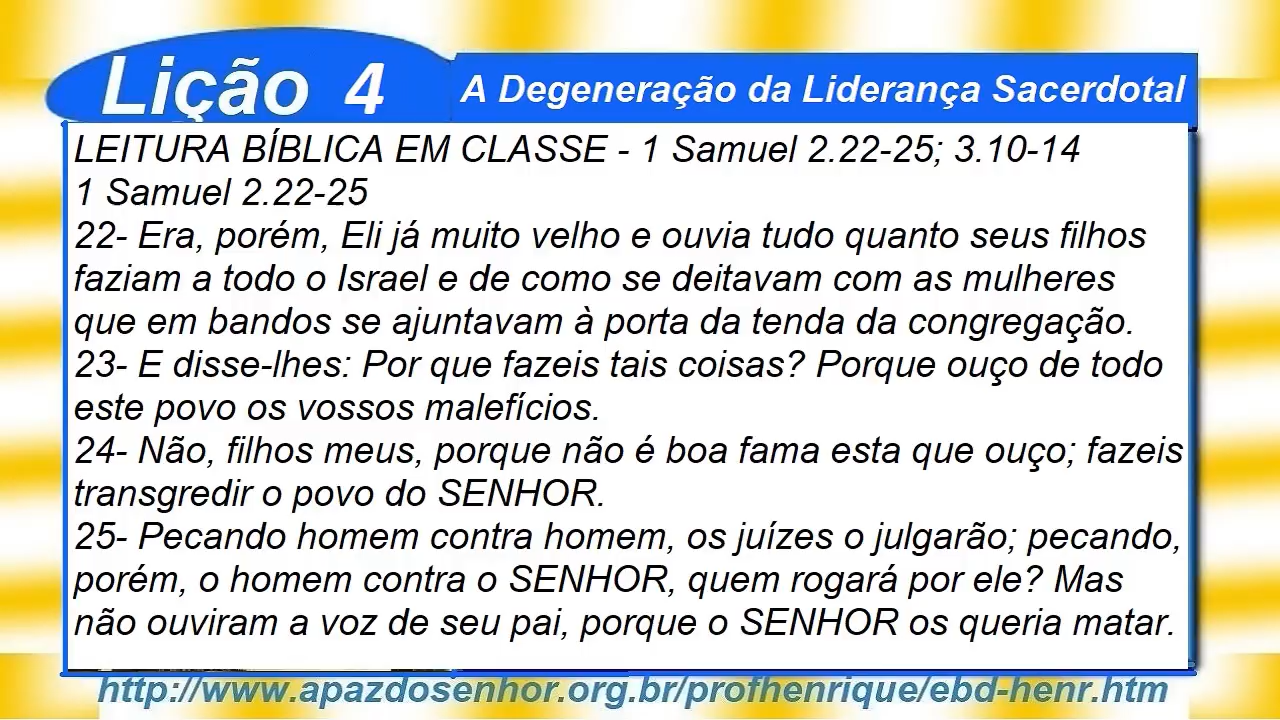 Lição 4
A Degeneração da Liderança Sacerdotal
LEITURA BÍBLICA EM CLASSE - 1 Samuel 2.22-25; 3.10-14
1 Samuel 2.22-25
22- Era, porém, Eli já muito velho e ouvia tudo quanto seus filhos
faziam a todo o Israel e de como se deitavam com as mulheres
que em bandos se ajuntavam à porta da tenda da congregação.
23- E disse-lhes: Por que fazeis tais coisas? Porque ouço de todo
este povo os vossos malefícios.
24- Não, filhos meus, porque não é boa fama esta que ouço; fazeis
transgredir o povo do SENHOR.
25- Pecando homem contra homem, os juízes o julgarão; pecando,
porém, o homem contra o SENHOR, quem rogará por ele? Mas
não ouviram a voz de seu pai, porque o SENHOR os queria matar.
http://www.apazdosenhor.org.br/profhenrique/ebd-henr.htm